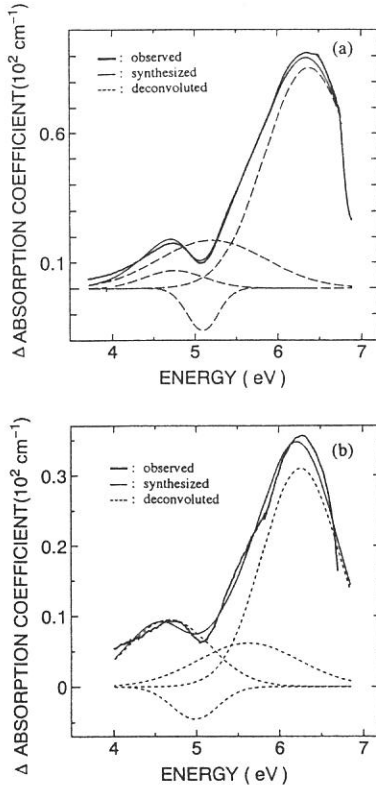 (a)
: observed
: synthesized
: deconvoluted
0.6
0.1
Δ ABSORPTION COEFFICIENT(10² cm⁻¹)
4 5 6 7
ENERGY ( eV )
(b)
: observed
: synthesized
: deconvoluted
0.3
0.2
0.1
0
Δ ABSORPTION COEFFICIENT(10² cm⁻¹)
4 5 6 7
ENERGY ( eV )